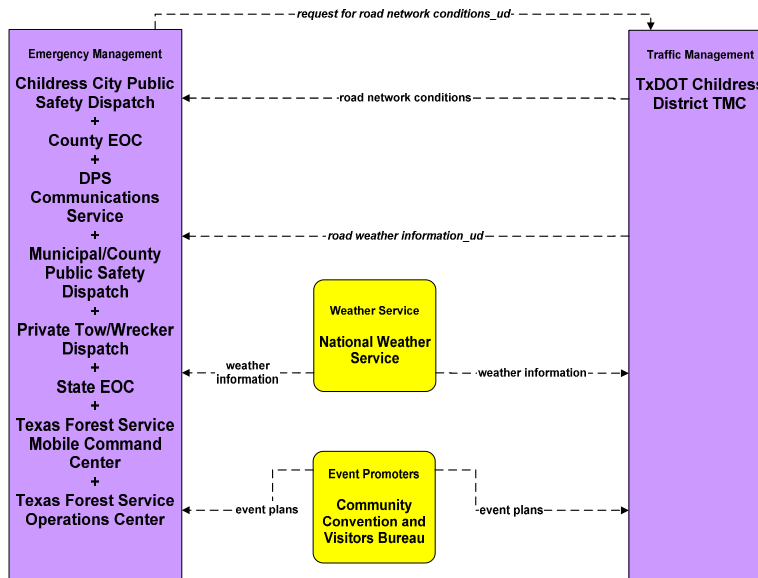 request for road network conditions_ud
Emergency Management
Childress City Public
Safety Dispatch
+
County EOC
+
DPS
Communications
Service
+
Municipal/County
Public Safety
Dispatch
+
Private Tow/Wrecker
Dispatch
+
State EOC
+
Texas Forest Service
Mobile Command
Center
+
Texas Forest Service
Operations Center
Traffic Management
TxDOT Childress
District TMC
road network conditions
road weather information_ud
Weather Service
National Weather
Service
weather
information
weather information
Event Promoters
Community
Convention and
Visitors Bureau
event plans
event plans